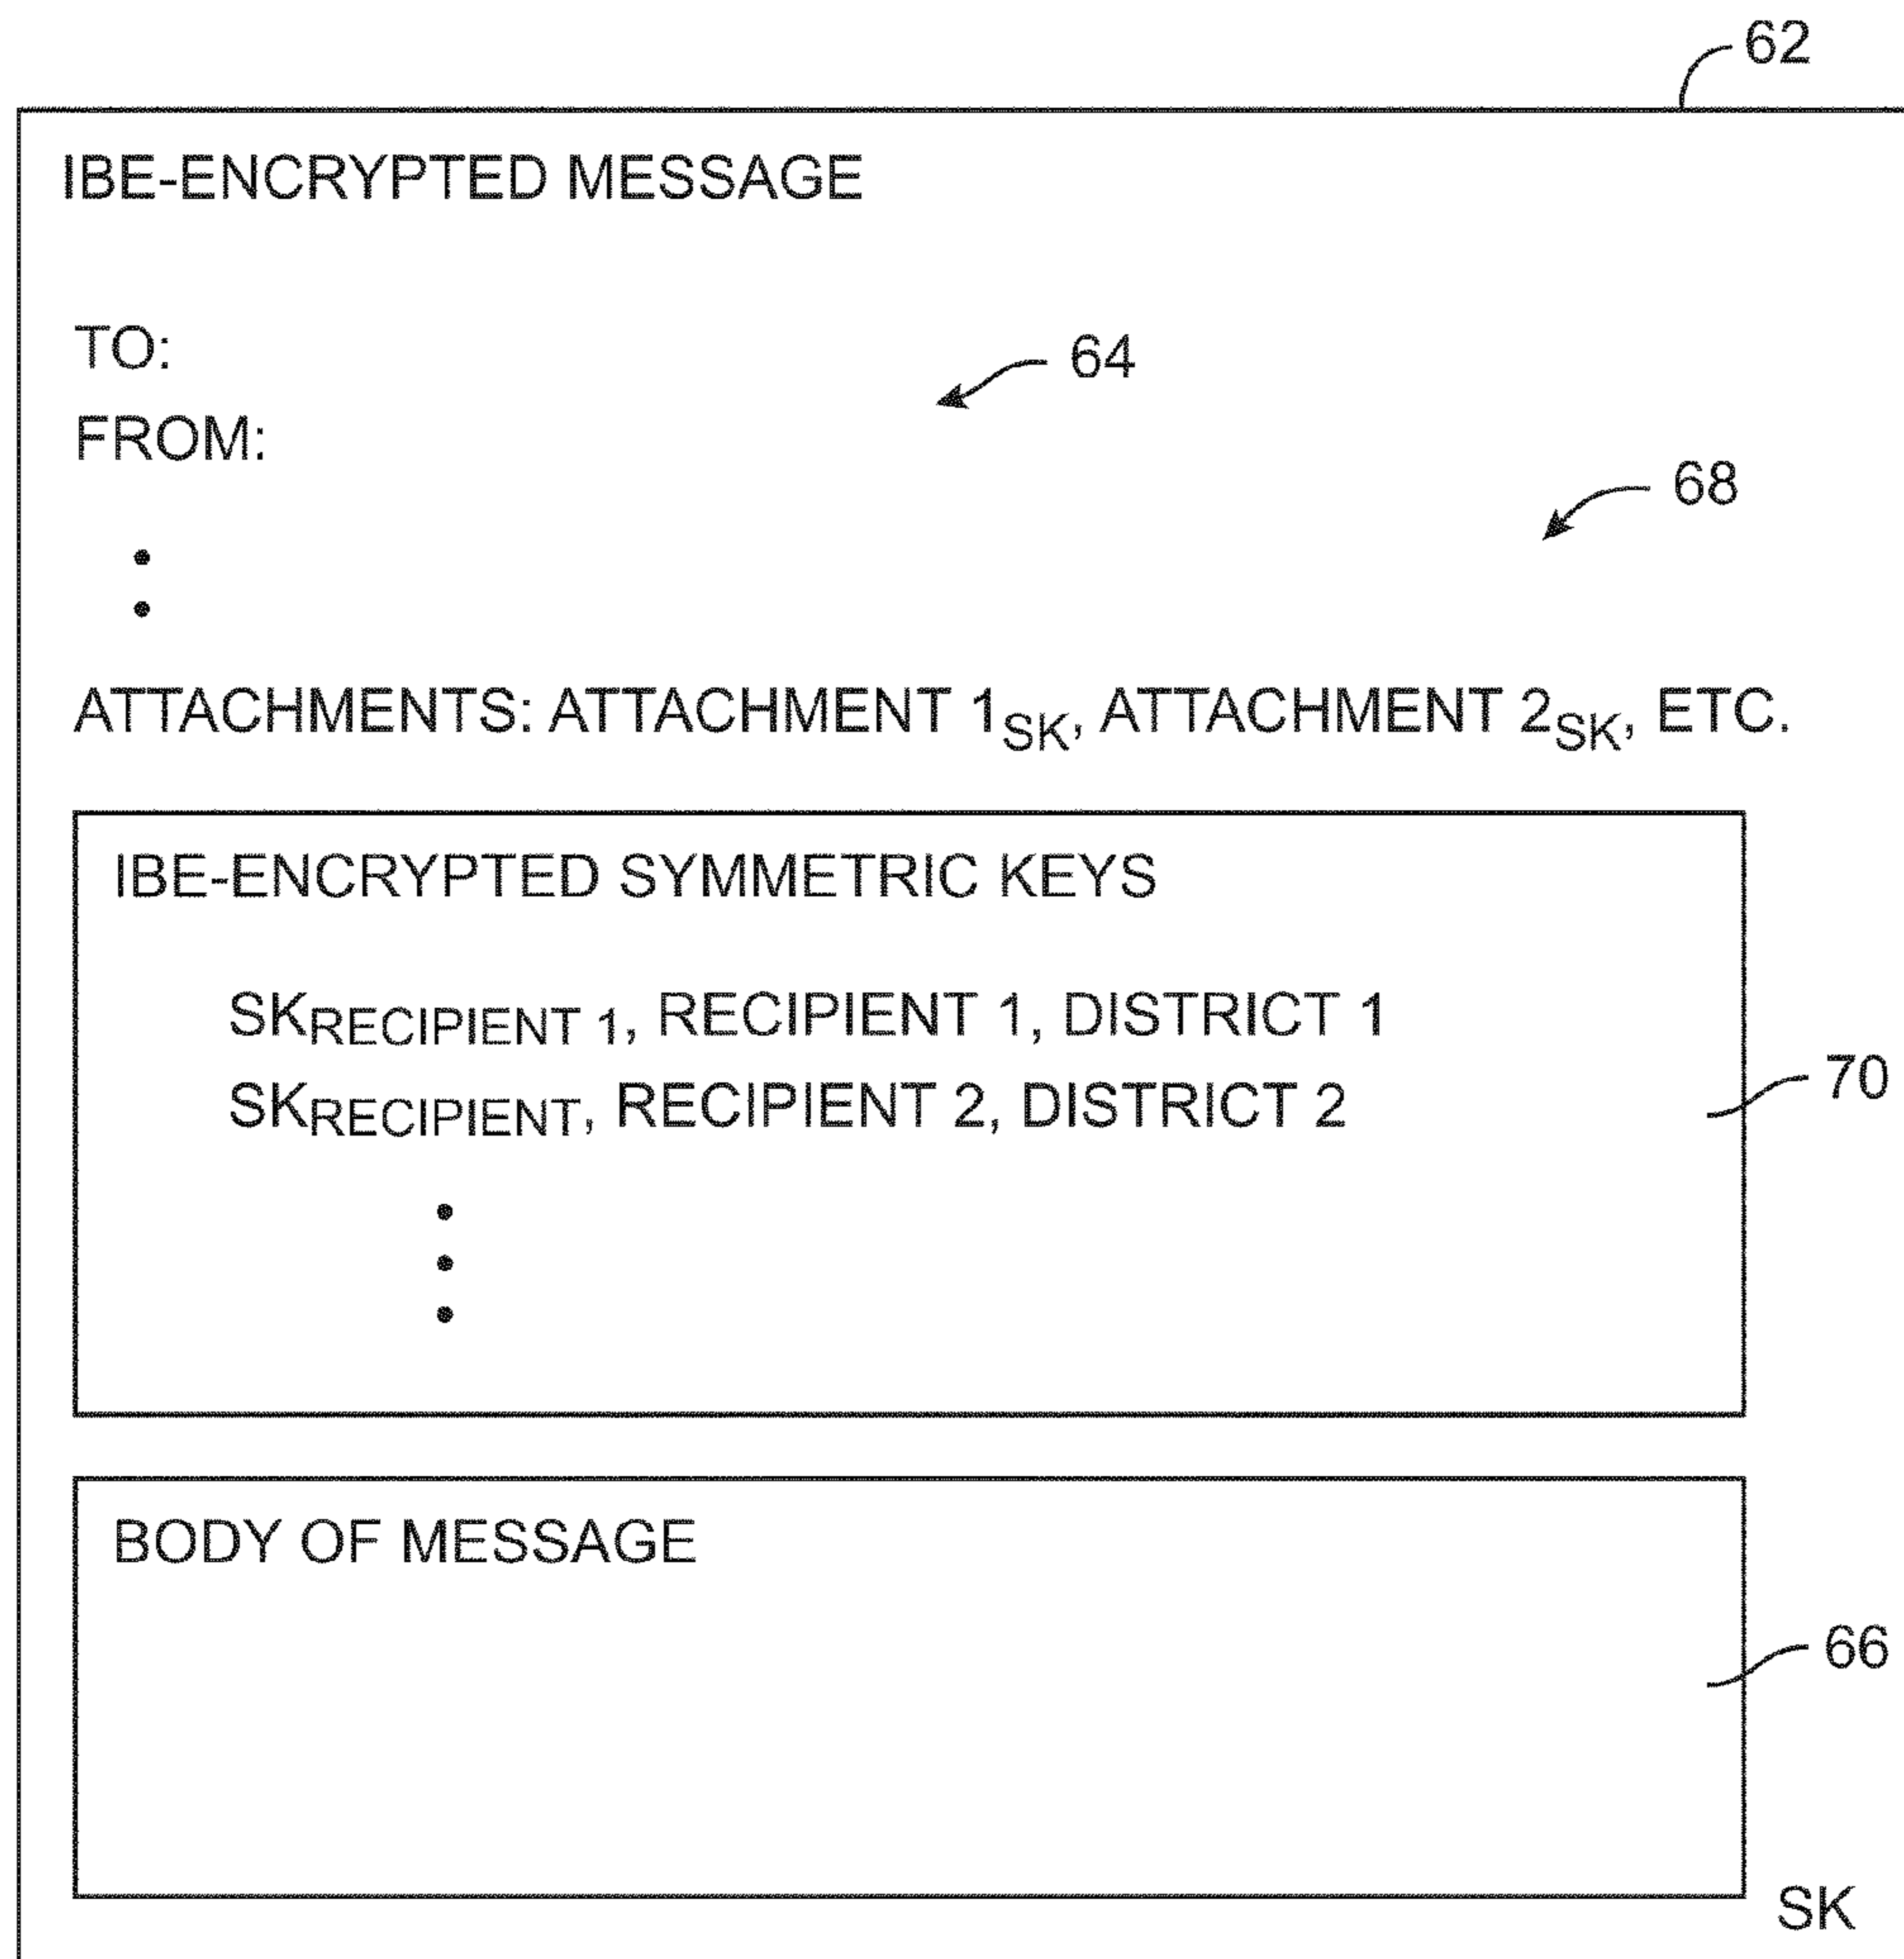 62
IBE-ENCRYPTED MESSAGE
TO:
64
FROM:
68
ATTACHMENTS: ATTACHMENT 1SK, ATTACHMENT 2SK, ETC.
IBE-ENCRYPTED SYMMETRIC KEYS
SKRECIPIENT 1, RECIPIENT 1, DISTRICT 1
70
SKRECIPIENT, RECIPIENT 2, DISTRICT 2
BODY OF MESSAGE
66
SK